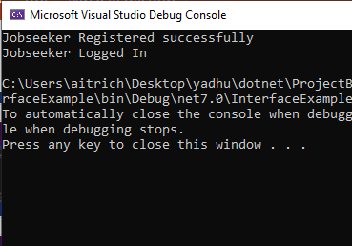 Microsoft Visual Studio Debug Console
Jobseeker Registered successfully
Jobseeker Logged In
C:\Users\aitrich\Desktop\yadhu\dotnet\ProjectB
rfaceExample\bin\Debug\net7.0\InterfaceExample
To automatically close the console when debugg
le when debugging stops.
Press any key to close this window . . .